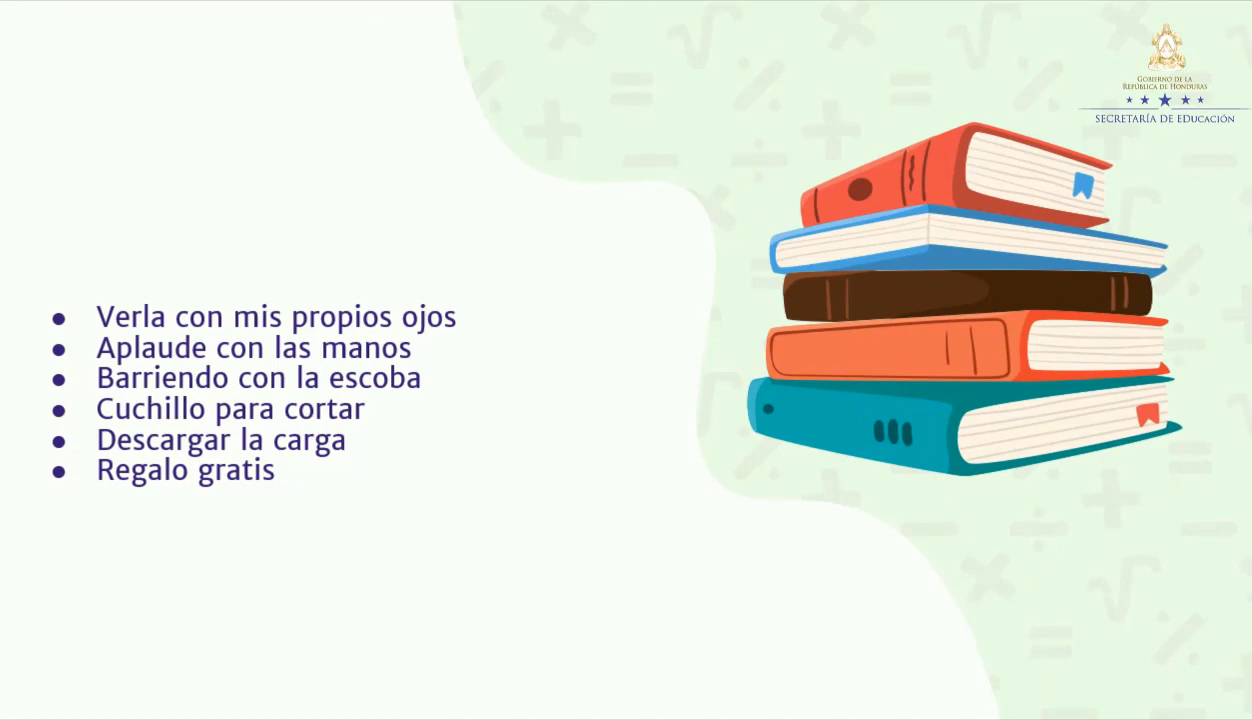 GOBIERNO DE LA
REPÚBLICA DE HONDURAS
SECRETARÍA DE EDUCACIÓN
● Verla con mis propios ojos
● Aplaude con las manos
● Barriendo con la escoba
● Cuchillo para cortar
● Descargar la carga
● Regalo gratis